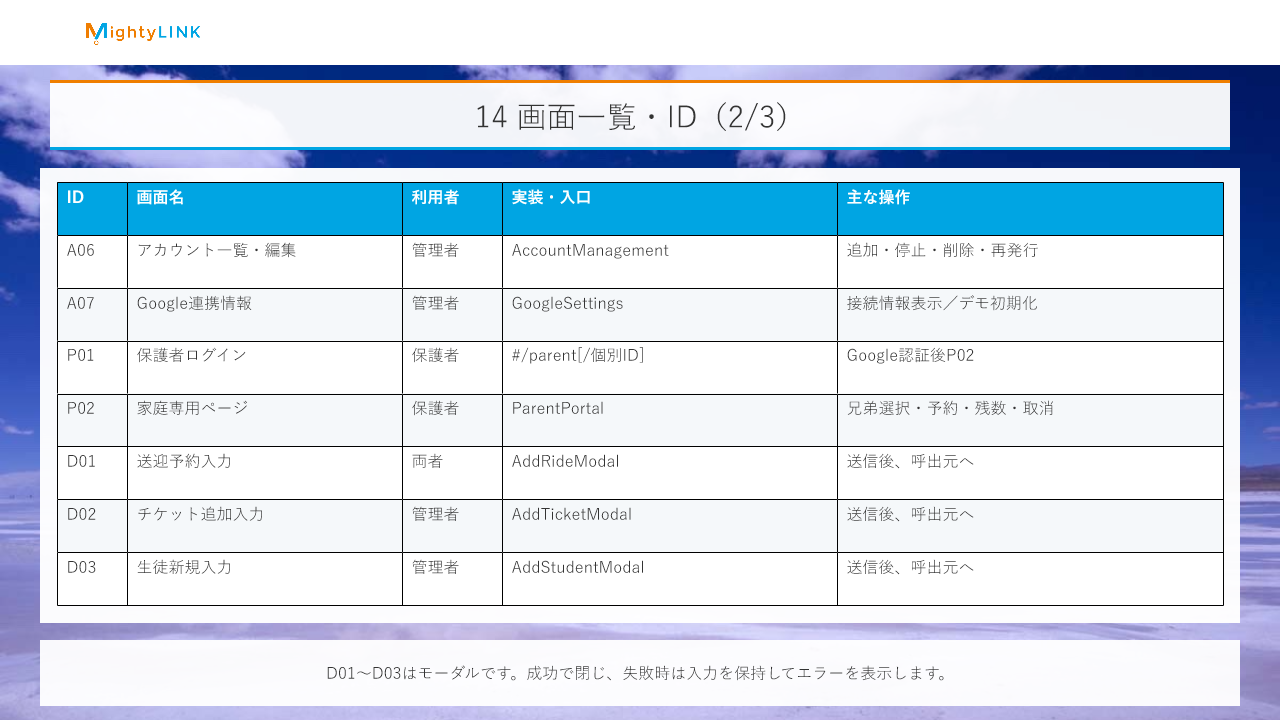 MightyLINK
14 画面一覧・ID（2/3）
ID 画面名 利用者 実装・入口 主な操作
A06 アカウント一覧・編集 管理者 AccountManagement 追加・停止・削除・再発行
A07 Google連携情報 管理者 GoogleSettings 接続情報表示／デモ初期化
P01 保護者ログイン 保護者 #/parent[/個別ID] Google認証後P02
P02 家庭専用ページ 保護者 ParentPortal 兄弟選択・予約・残数・取消
D01 送迎予約入力 両者 AddRideModal 送信後、呼出元へ
D02 チケット追加入力 管理者 AddTicketModal 送信後、呼出元へ
D03 生徒新規入力 管理者 AddStudentModal 送信後、呼出元へ
D01～D03はモーダルです。成功で閉じ、失敗時は入力を保持してエラーを表示します。